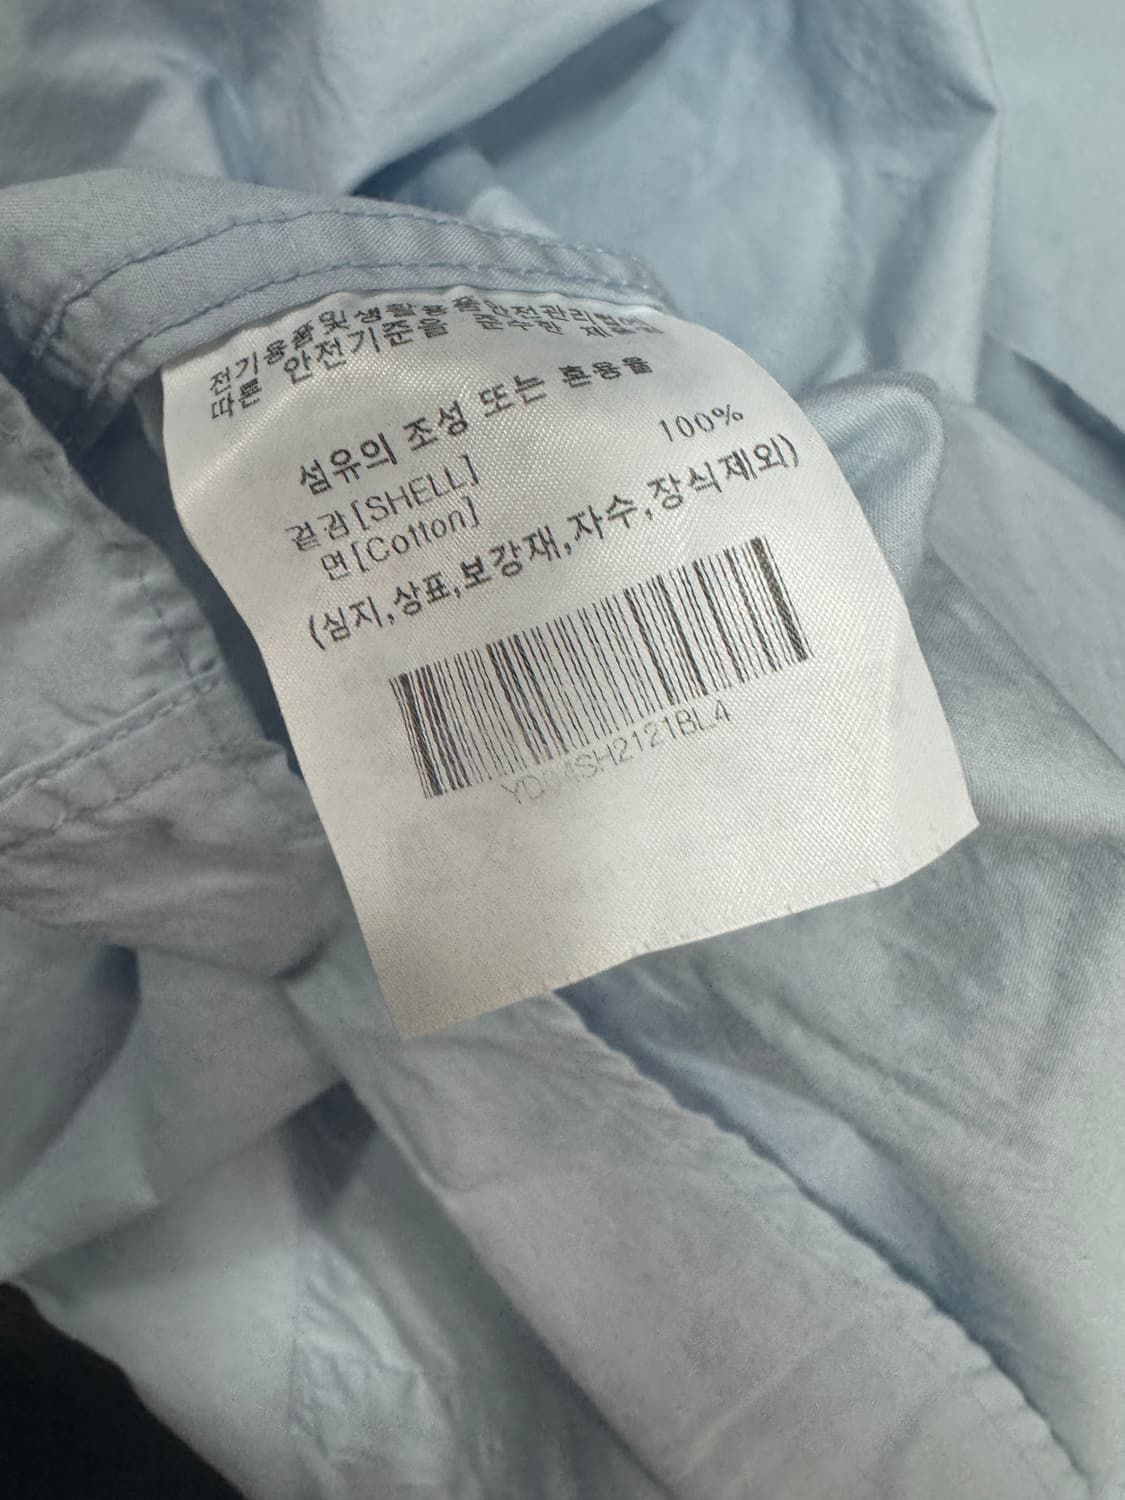 전기용품및생활용품안전관리법에
따른 안전기준을 준수한 제
섬유의 조성 또는 혼용율
겉감[SHELL]
면[Cotton] 100%
(심지,상표,보강재,자수,장식제외)
YD04SH2121BL4